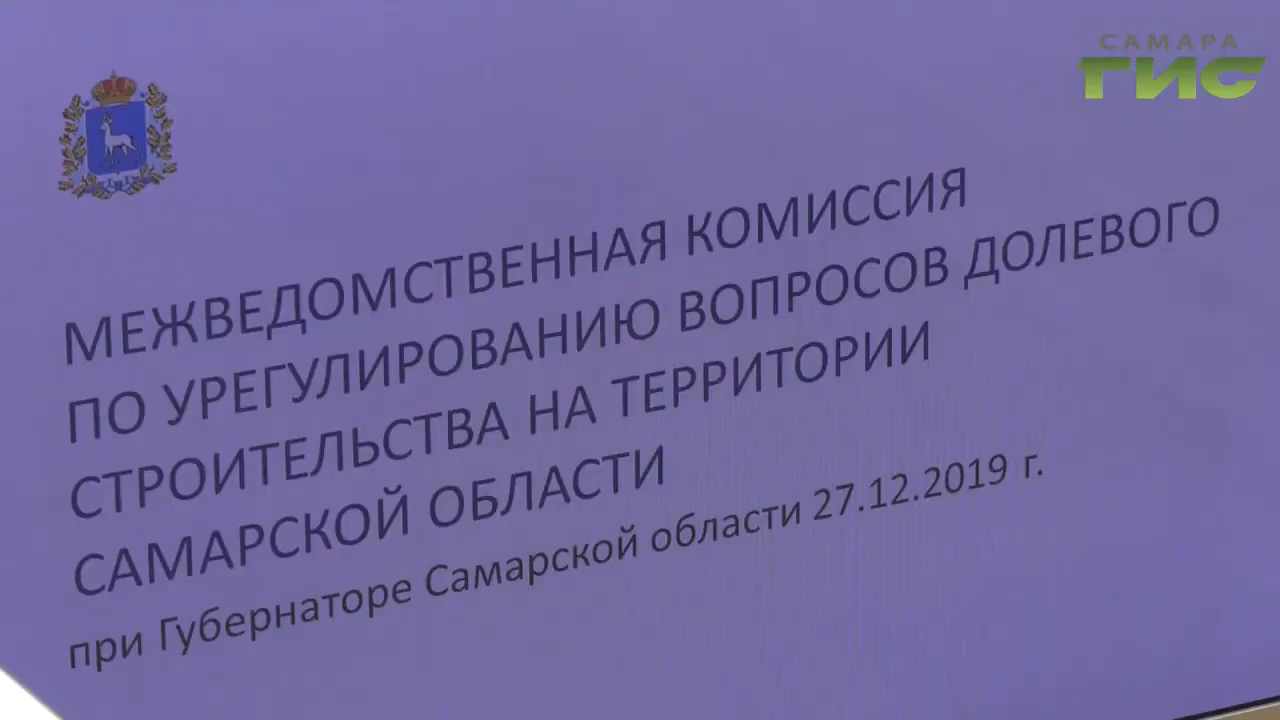 САМАРА
ГИС
МЕЖВЕДОМСТВЕННАЯ КОМИССИЯ
ПО УРЕГУЛИРОВАНИЮ ВОПРОСОВ ДОЛЕВОГО
СТРОИТЕЛЬСТВА НА ТЕРРИТОРИИ
САМАРСКОЙ ОБЛАСТИ
при Губернаторе Самарской области 27.12.2019 г.